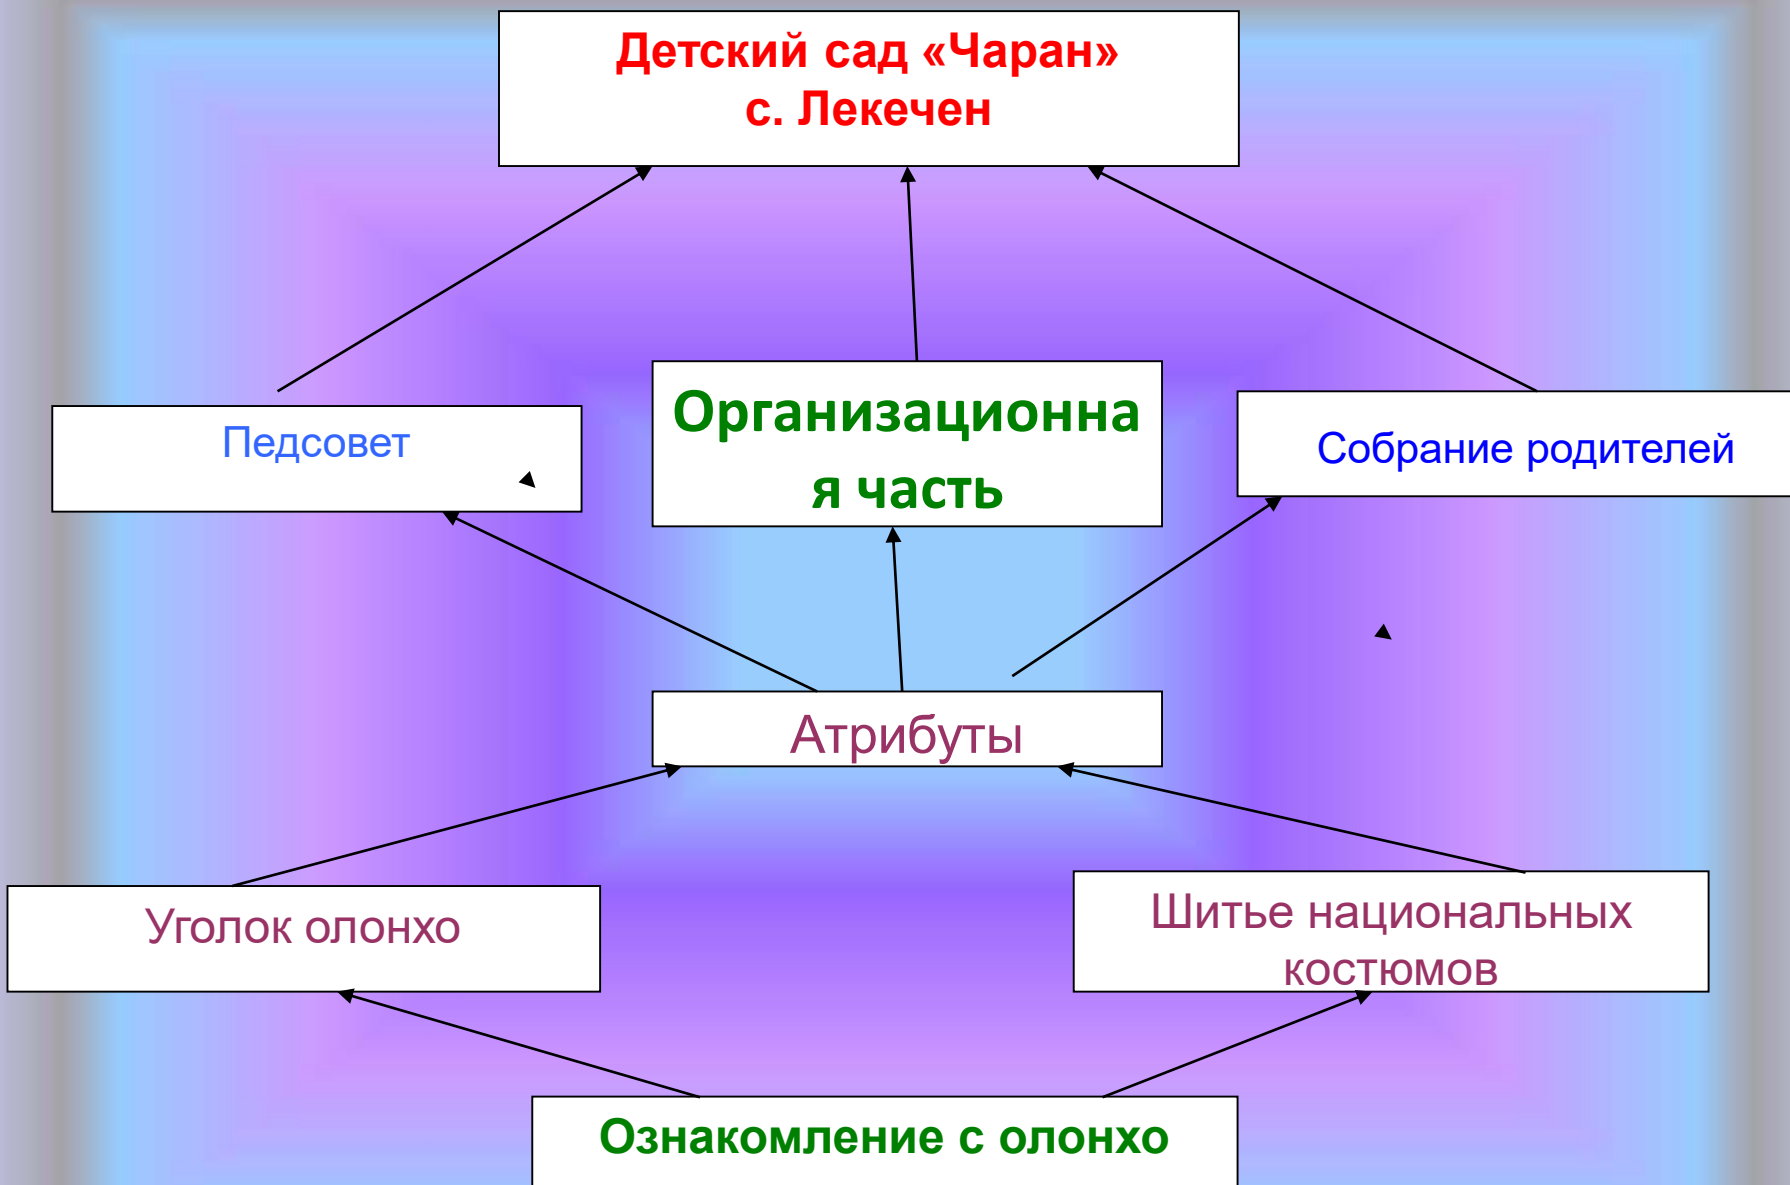 Детский сад «Чаран»
с. Лекечен
Организационна
я часть
Педсовет
Собрание родителей
Атрибуты
Уголок олонхо
Шитье национальных
костюмов
Ознакомление с олонхо